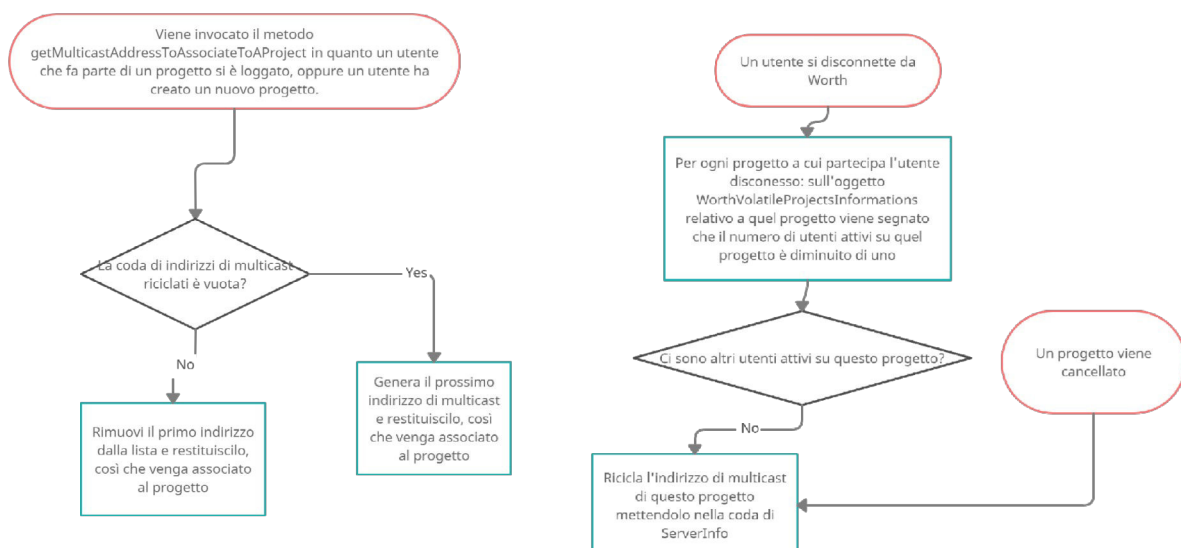 Viene invocato il metodo
getMulticastAddressToAssociateToAProject in quanto un utente
che fa parte di un progetto si è loggato, oppure un utente ha
creato un nuovo progetto.
La coda di indirizzi di multicast
riciclati è vuota?
Yes
No
Genera il prossimo
indirizzo di multicast
e restituiscilo, così
che venga associato
al progetto
Rimuovi il primo indirizzo
dalla lista e restituiscilo,
così che venga associato
al progetto
Un utente si disconnette da
Worth
Per ogni progetto a cui partecipa l'utente
disconesso: sull'oggetto
WorthVolatileProjectsInformations
relativo a quel progetto viene segnato
che il numero di utenti attivi su quel
progetto è diminuito di uno
Ci sono altri utenti attivi su questo progetto?
No
Un progetto viene
cancellato
Ricicla l'indirizzo di multicast
di questo progetto
mettendolo nella coda di
ServerInfo